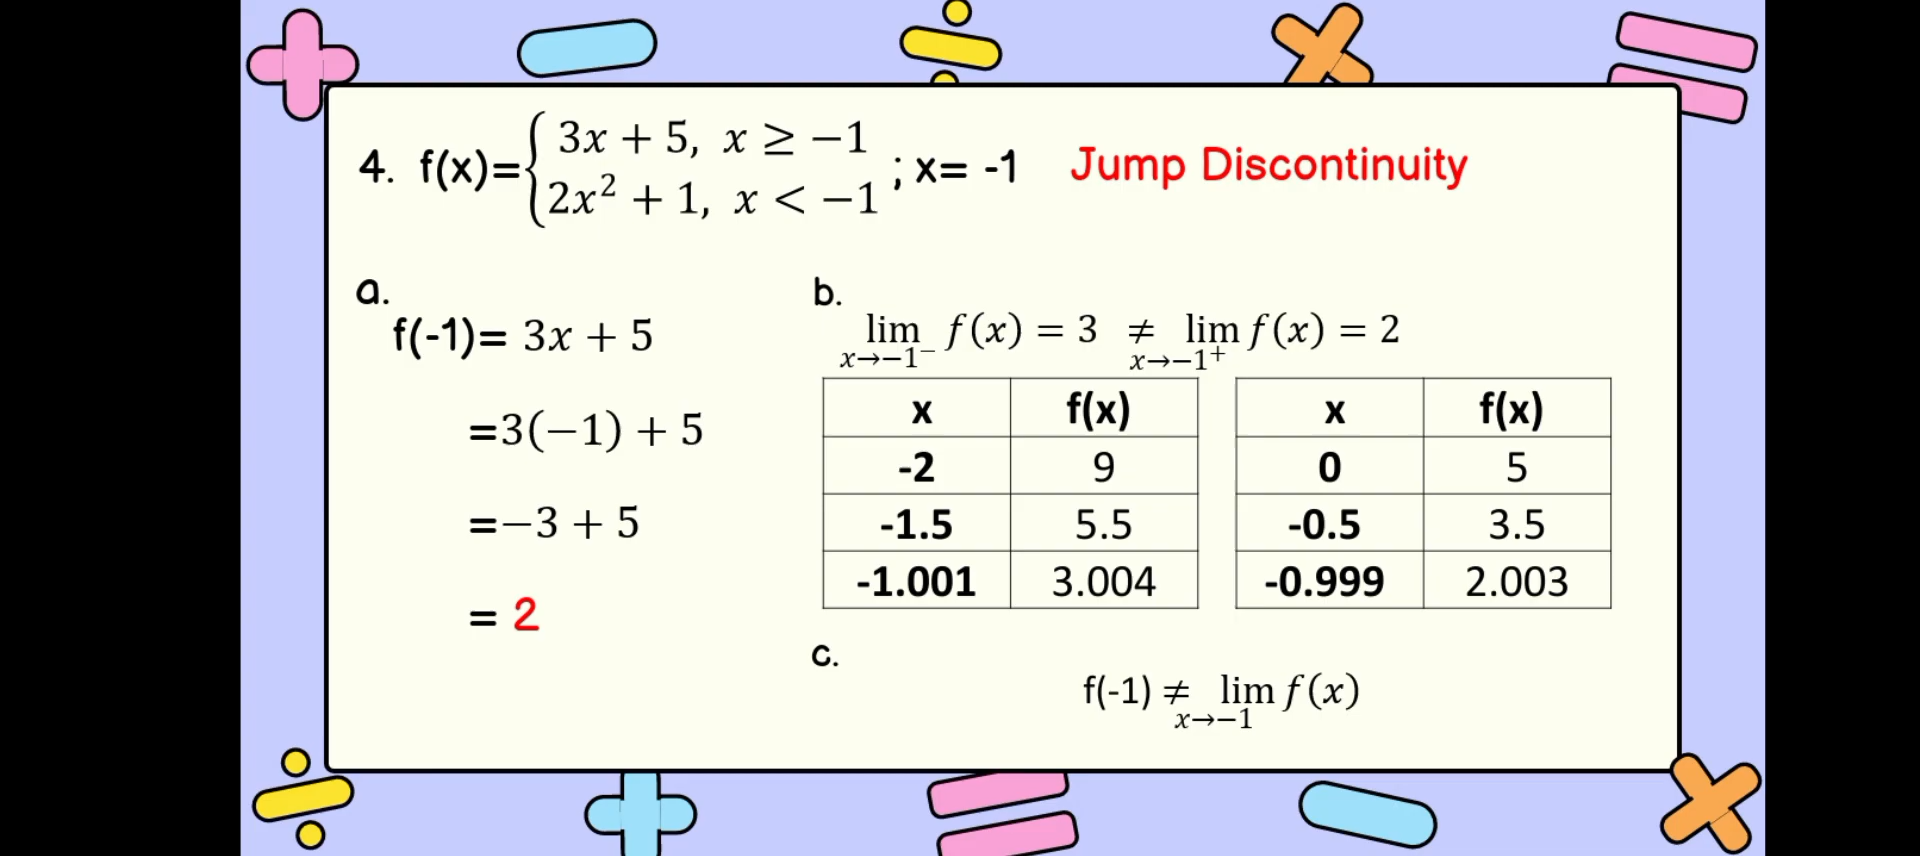 4. f(x)={ 3x + 5, x ≥ −1 ; x= -1 Jump Discontinuity
2x² + 1, x < −1
a.
f(-1)= 3x + 5
=3(−1) + 5
=−3 + 5
= 2
b.
lim x→−1⁻ f(x) = 3 ≠ lim x→−1⁺ f(x) = 2
x f(x)
-2 9
-1.5 5.5
-1.001 3.004
x f(x)
0 5
-0.5 3.5
-0.999 2.003
c.
f(-1) ≠ lim x→−1 f(x)